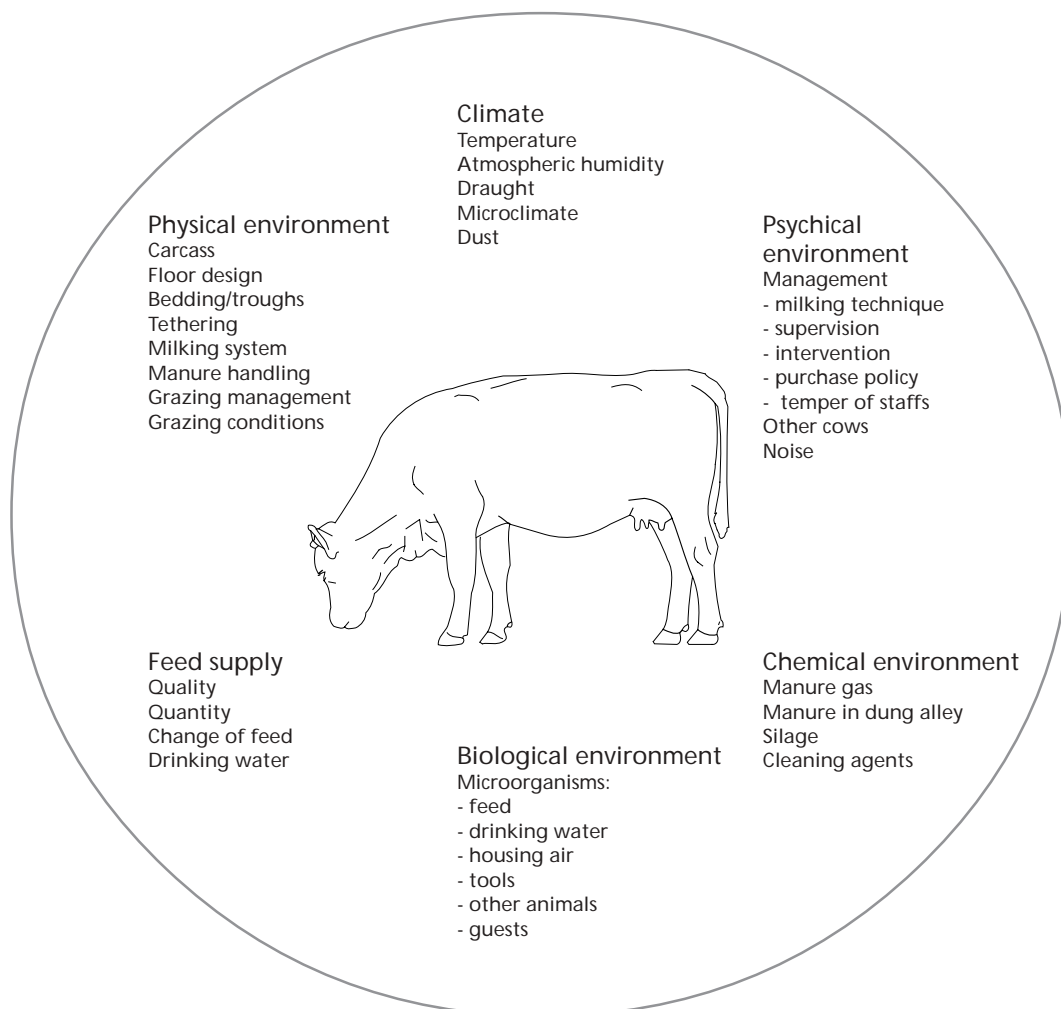 Climate
Temperature
Atmospheric humidity
Draught
Microclimate
Dust
Physical environment
Carcass
Floor design
Bedding/troughs
Tethering
Milking system
Manure handling
Grazing management
Grazing conditions
Psychical
environment
Management
- milking technique
- supervision
- intervention
- purchase policy
- temper of staffs
Other cows
Noise
Feed supply
Quality
Quantity
Change of feed
Drinking water
Biological environment
Microorganisms:
- feed
- drinking water
- housing air
- tools
- other animals
- guests
Chemical environment
Manure gas
Manure in dung alley
Silage
Cleaning agents